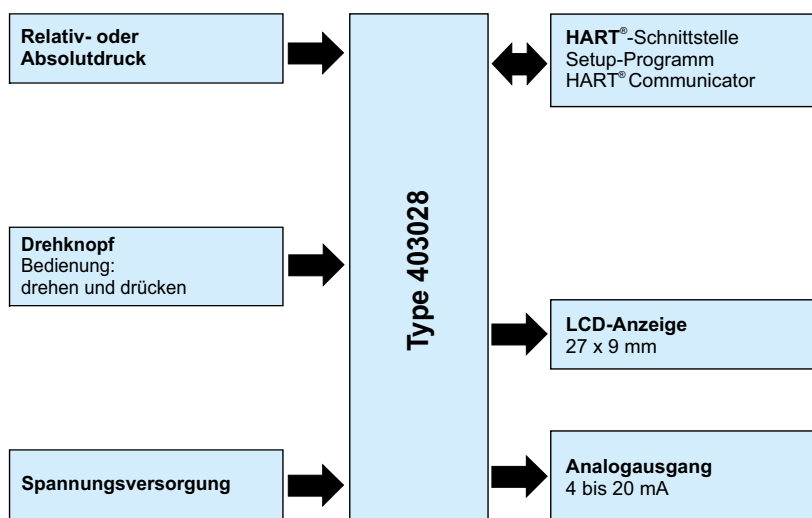 Relativ- oder
Absolutdruck
Drehknopf
Bedienung:
drehen und drücken
Spannungsversorgung
Type 403028
HART®-Schnittstelle
Setup-Programm
HART® Communicator
LCD-Anzeige
27 x 9 mm
Analogausgang
4 bis 20 mA